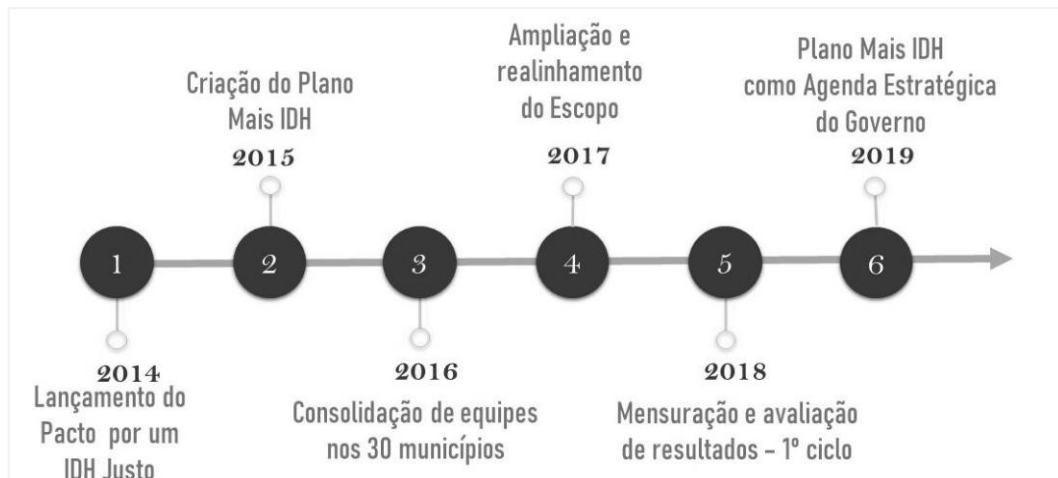 1
2014
Lançamento do
Pacto por um
IDH Justo
Criação do Plano
Mais IDH
2015
2
3
2016
Consolidação de equipes
nos 30 municípios
Ampliação e
realinhamento
do Escopo
2017
4
5
2018
Mensuração e avaliação
de resultados – 1º ciclo
Plano Mais IDH
como Agenda Estratégica
do Governo
2019
6